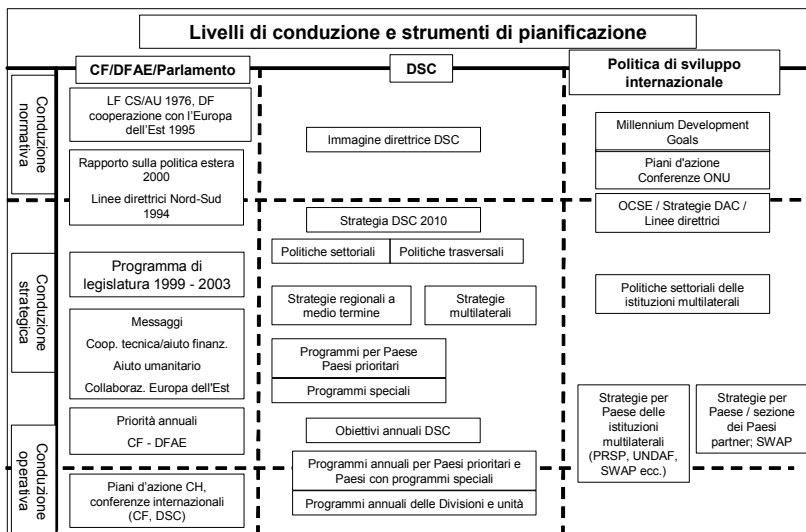 Livelli di conduzione e strumenti di pianificazione
CF/DFAE/Parlamento
DSC
Politica di sviluppo
internazionale
Conduzione
normativa
LF CS/AU 1976, DF
cooperazione con l'Europa
dell'Est 1995
Rapporto sulla politica estera
2000
Linee direttrici Nord-Sud
1994
Immagine direttrice DSC
Millennium Development
Goals
Piani d'azione
Conferenze ONU
OCSE / Strategie DAC /
Linee direttrici
Conduzione
strategica
Programma di
legislatura 1999 - 2003
Messaggi
Coop. tecnica/aiuto finanz.
Aiuto umanitario
Collaboraz. Europa dell'Est
Priorità annuali
CF - DFAE
Strategia DSC 2010
Politiche settoriali
Politiche trasversali
Strategie regionali a
medio termine
Strategie
multilaterali
Programmi per Paese
Paesi prioritari
Programmi speciali
Obiettivi annuali DSC
Politiche settoriali delle
istituzioni multilaterali
Strategie per
Paese delle
istituzioni
multilaterali
(PRSP, UNDAF,
SWAP ecc.)
Strategie per
Paese / sezione
dei Paesi
partner; SWAP
Conduzione
operativa
Piani d'azione CH,
conferenze internazionali
(CF, DSC)
Programmi annuali per Paesi prioritari e
Paesi con programmi speciali
Programmi annuali delle Divisioni e unità